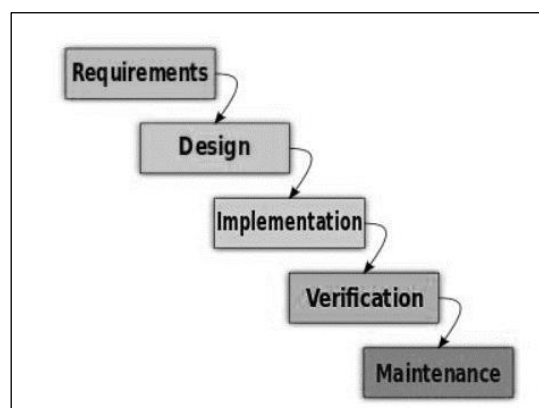 Requirements
Design
Implementation
Verification
Maintenance